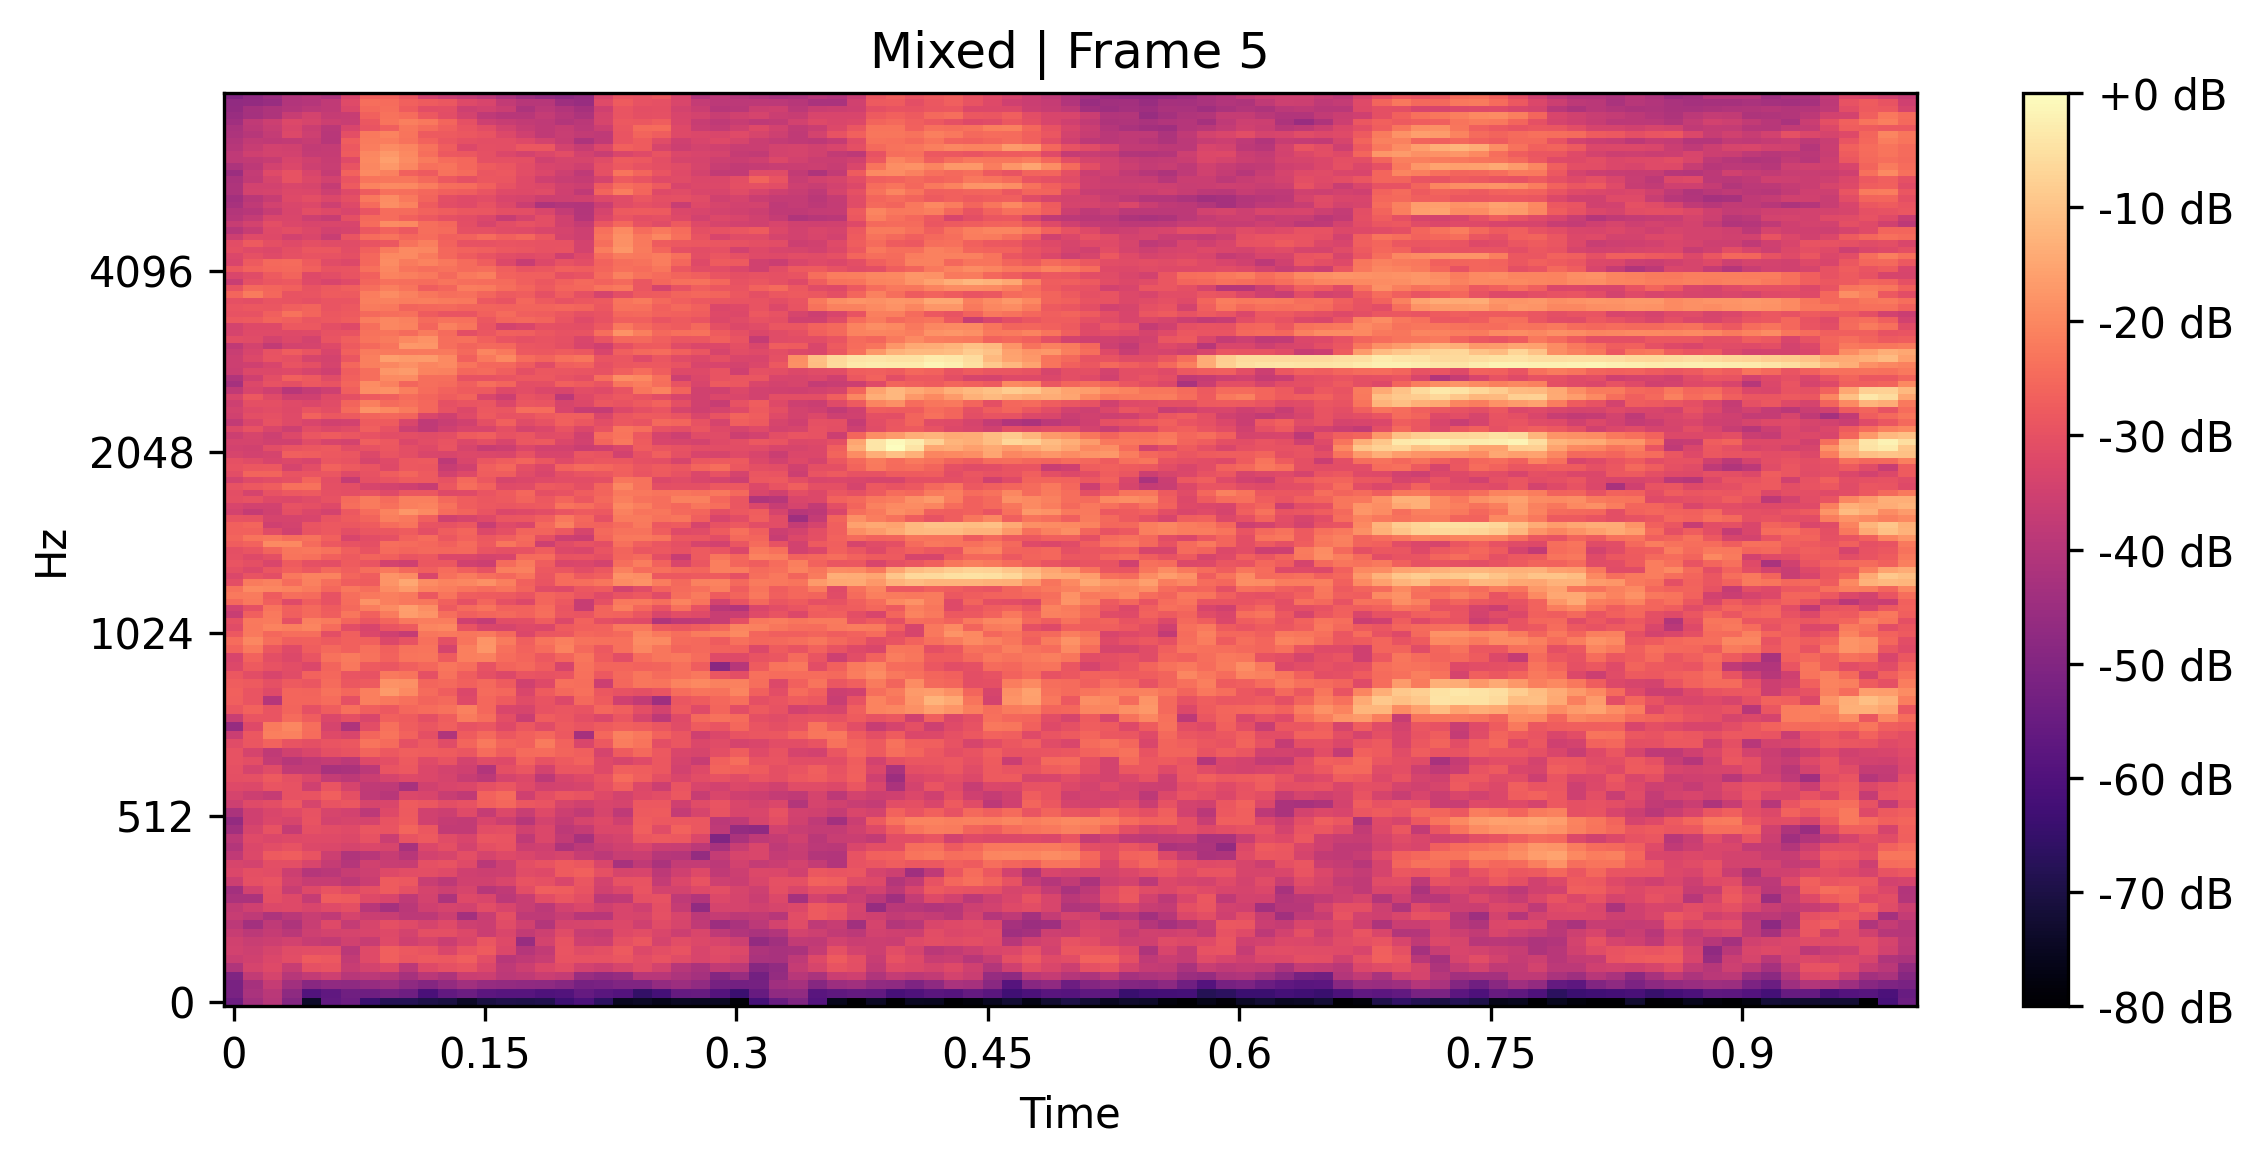 Mixed | Frame 5
Hz
4096
2048
1024
512
0
0 0.15 0.3 0.45 0.6 0.75 0.9
Time
+0 dB
-10 dB
-20 dB
-30 dB
-40 dB
-50 dB
-60 dB
-70 dB
-80 dB